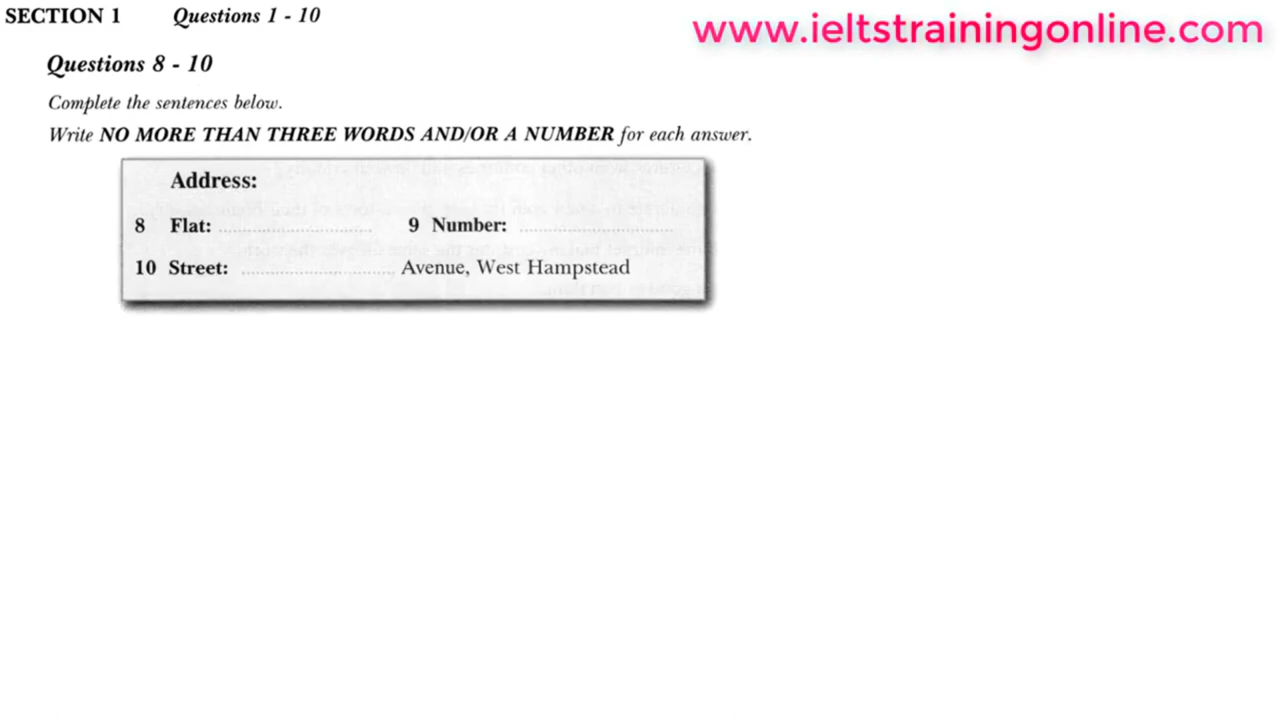 SECTION 1 Questions 1 - 10
www.ieltstrainingonline.com
Questions 8 - 10
Complete the sentences below.
Write NO MORE THAN THREE WORDS AND/OR A NUMBER for each answer.
Address:
8 Flat: ........................ 9 Number: ........................
10 Street: ........................ Avenue, West Hampstead